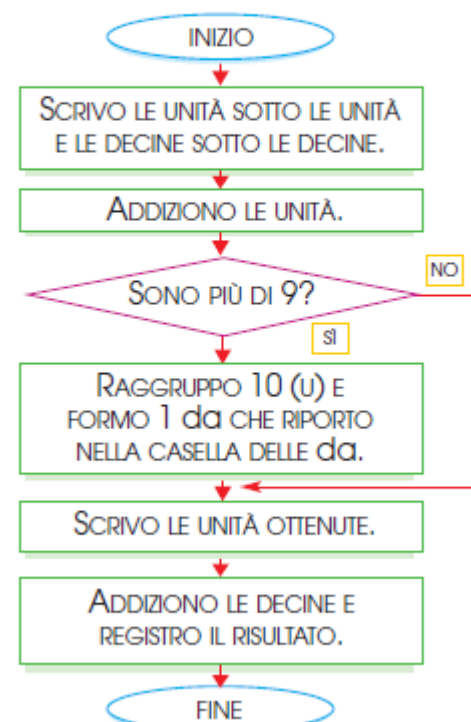 INIZIO
SCRIVO LE UNITÀ SOTTO LE UNITÀ
E LE DECINE SOTTO LE DECINE.
ADDIZIONO LE UNITÀ.
SONO PIÙ DI 9?
NO
SÌ
RAGGRUPPO 10 (U) E
FORMO 1 da CHE RIPORTO
NELLA CASELLA DELLE da.
SCRIVO LE UNITÀ OTTENUTE.
ADDIZIONO LE DECINE E
REGISTRO IL RISULTATO.
FINE